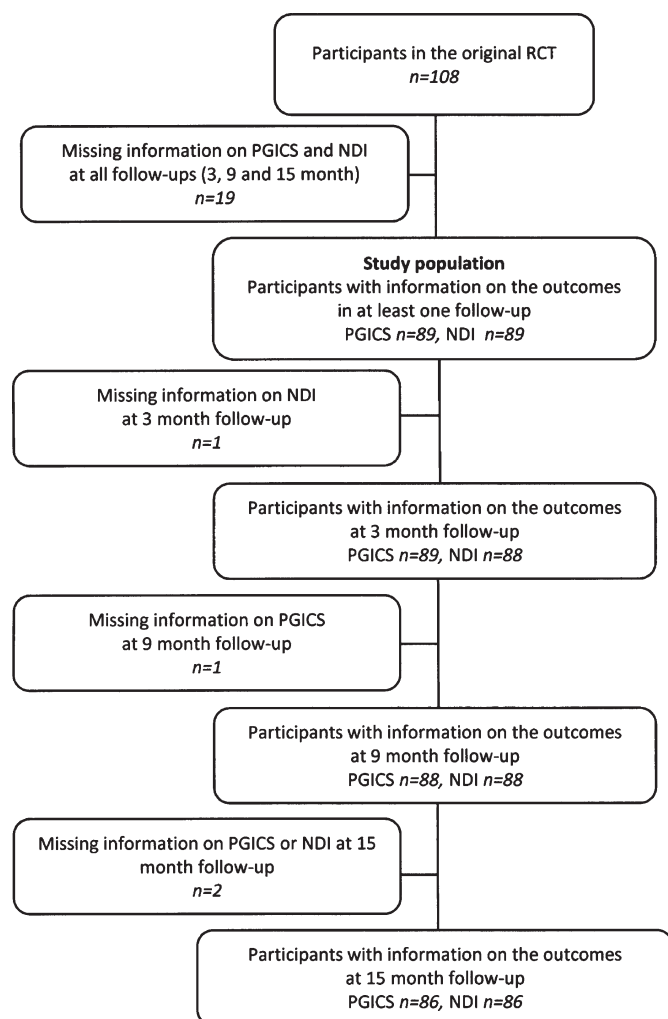 Participants in the original RCT
n=108
Missing information on PGICS and NDI
at all follow-ups (3, 9 and 15 month)
n=19
Study population
Participants with information on the outcomes
in at least one follow-up
PGICS n=89, NDI n=89
Missing information on NDI
at 3 month follow-up
n=1
Participants with information on the outcomes
at 3 month follow-up
PGICS n=89, NDI n=88
Missing information on PGICS
at 9 month follow-up
n=1
Participants with information on the outcomes
at 9 month follow-up
PGICS n=88, NDI n=88
Missing information on PGICS or NDI at 15
month follow-up
n=2
Participants with information on the outcomes
at 15 month follow-up
PGICS n=86, NDI n=86